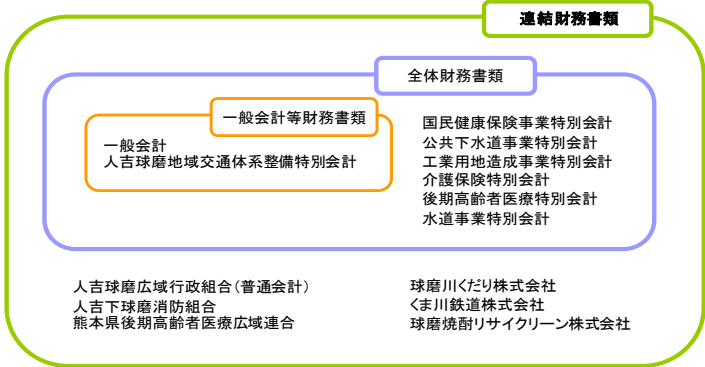 連結財務書類
全体財務書類
一般会計等財務書類
一般会計
人吉球磨地域交通体系整備特別会計
国民健康保険事業特別会計
公共下水道事業特別会計
工業用地造成事業特別会計
介護保険特別会計
後期高齢者医療特別会計
水道事業特別会計
人吉球磨広域行政組合（普通会計）
人吉下球磨消防組合
熊本県後期高齢者医療広域連合
球磨川くだり株式会社
くま川鉄道株式会社
球磨焼酎リサイクリーン株式会社